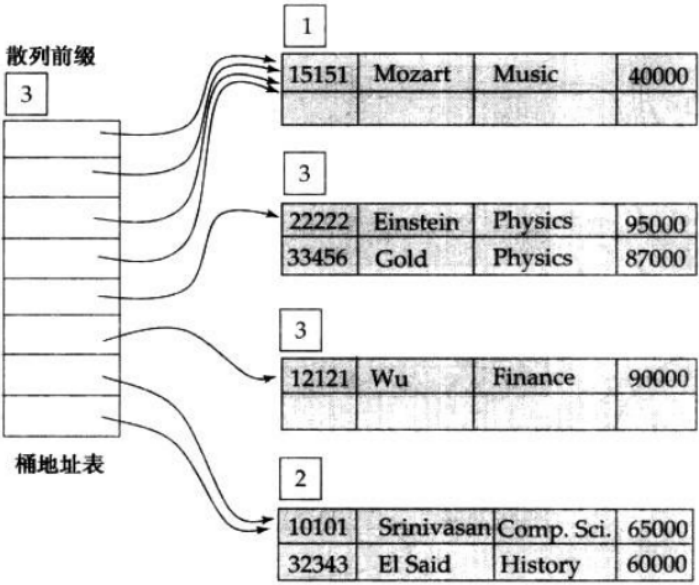 散列前缀
3
1
15151 Mozart Music 40000
3
22222 Einstein Physics 95000
33456 Gold Physics 87000
3
12121 Wu Finance 90000
2
10101 Srinivasan Comp. Sci. 65000
32343 El Said History 60000
桶地址表